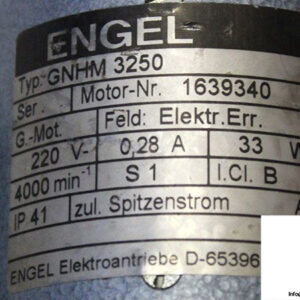 ENGEL
Typ: GNHM 3250
Ser. Motor-Nr. 1639340
G.-Mot. Feld: Elektr.Err.
220 V- 0,28 A 33 W
4000 min⁻¹ S 1 I.Cl. B
IP 41 zul. Spitzenstrom A
ENGEL Elektroantriebe D-65396